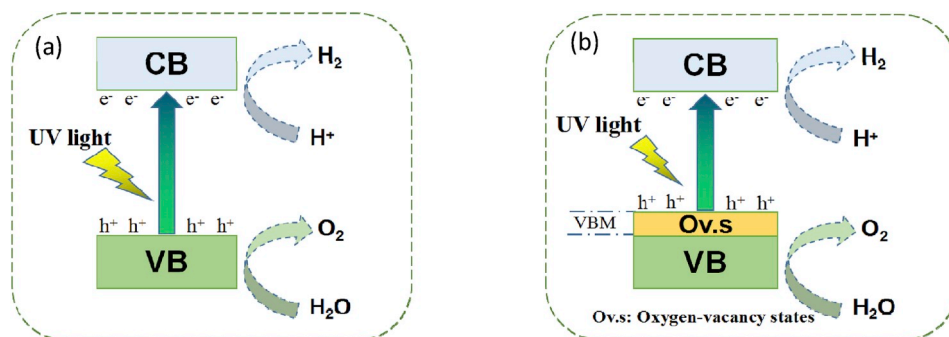 (a)
CB
e⁻ e⁻ e⁻ e⁻
H₂
H⁺
UV light
h⁺ h⁺ h⁺ h⁺
VB
O₂
H₂O
(b)
CB
e⁻ e⁻ e⁻ e⁻
H₂
H⁺
UV light
h⁺ h⁺ h⁺ h⁺
VBM
Ov.s
VB
O₂
H₂O
Ov.s: Oxygen-vacancy states